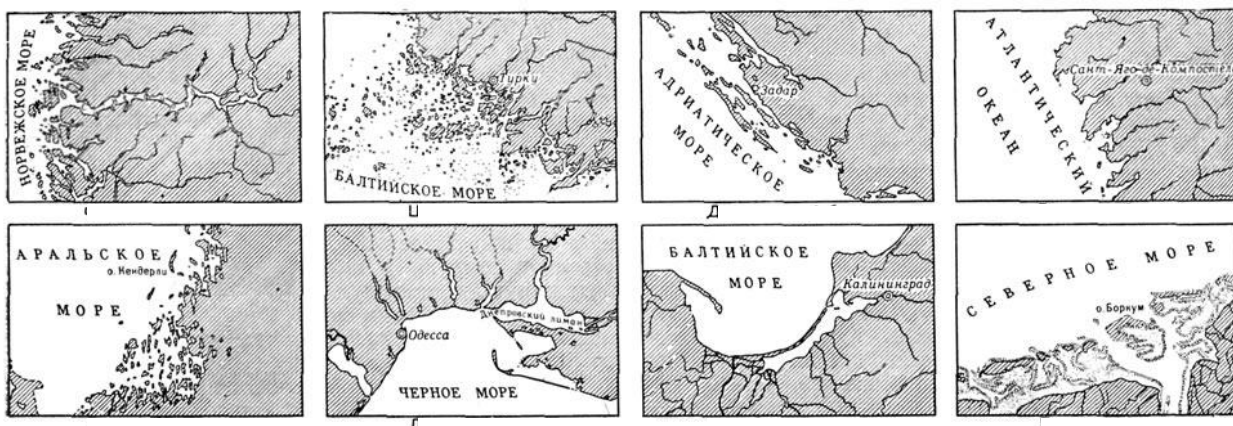 НОРВЕЖСКОЕ МОРЕ
Турки
БАЛТИЙСКОЕ МОРЕ
Задар
АДРИАТИЧЕСКОЕ
МОРЕ
АТЛАНТИЧЕСКИЙ
ОКЕАН
Сант-Яго-де-Компостела
АРАЛЬСКОЕ
о. Кендерли
МОРЕ
Днепровский лиман
Одесса
ЧЕРНОЕ МОРЕ
БАЛТИЙСКОЕ
МОРЕ
Калининград
СЕВЕРНОЕ МОРЕ
о. Боркум